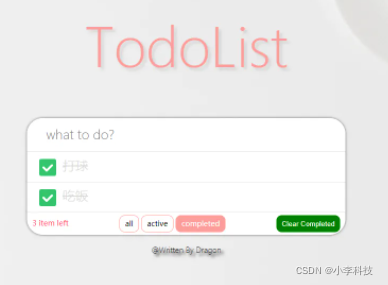 TodoList
what to do?
打球
吃饭
3 item left
all
active
completed
Clear Completed
@Written By Dragon.
CSDN @小李科技